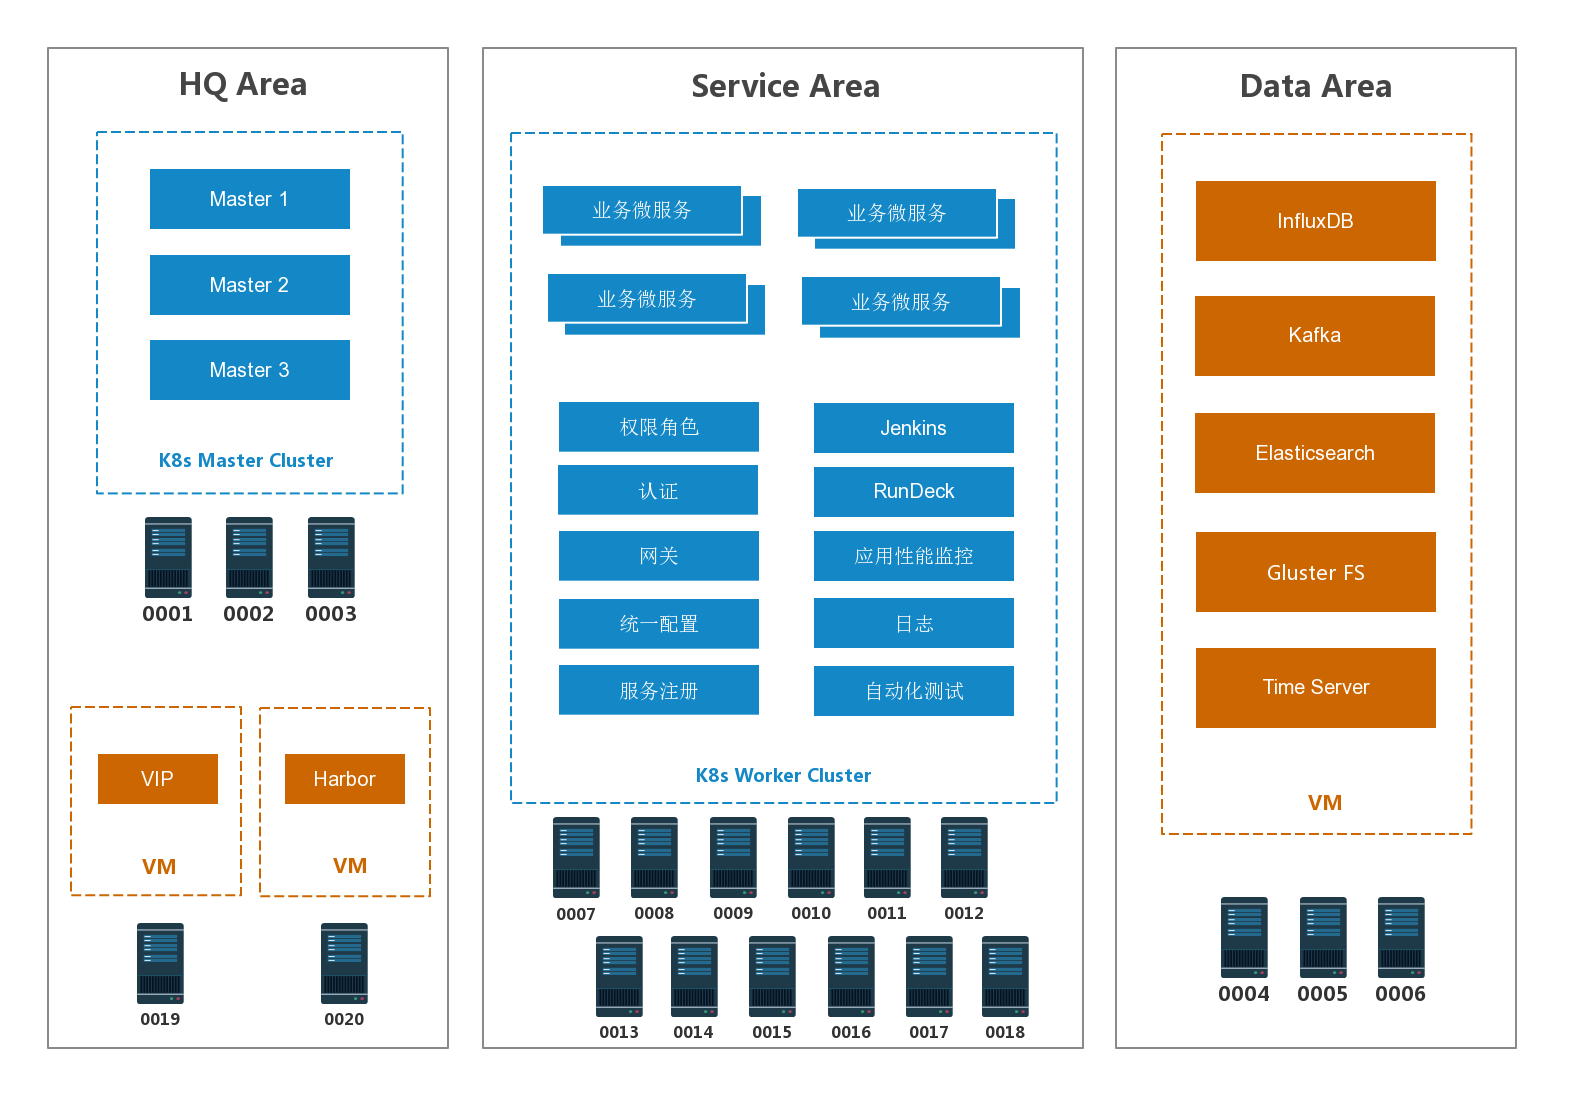 HQ Area
Master 1
Master 2
Master 3
K8s Master Cluster
0001 0002 0003
VIP
VM
Harbor
VM
0019
0020
Service Area
业务微服务
业务微服务
业务微服务
业务微服务
权限角色
Jenkins
认证
RunDeck
网关
应用性能监控
统一配置
日志
服务注册
自动化测试
K8s Worker Cluster
0007 0008 0009 0010 0011 0012
0013 0014 0015 0016 0017 0018
Data Area
InfluxDB
Kafka
Elasticsearch
Gluster FS
Time Server
VM
0004 0005 0006